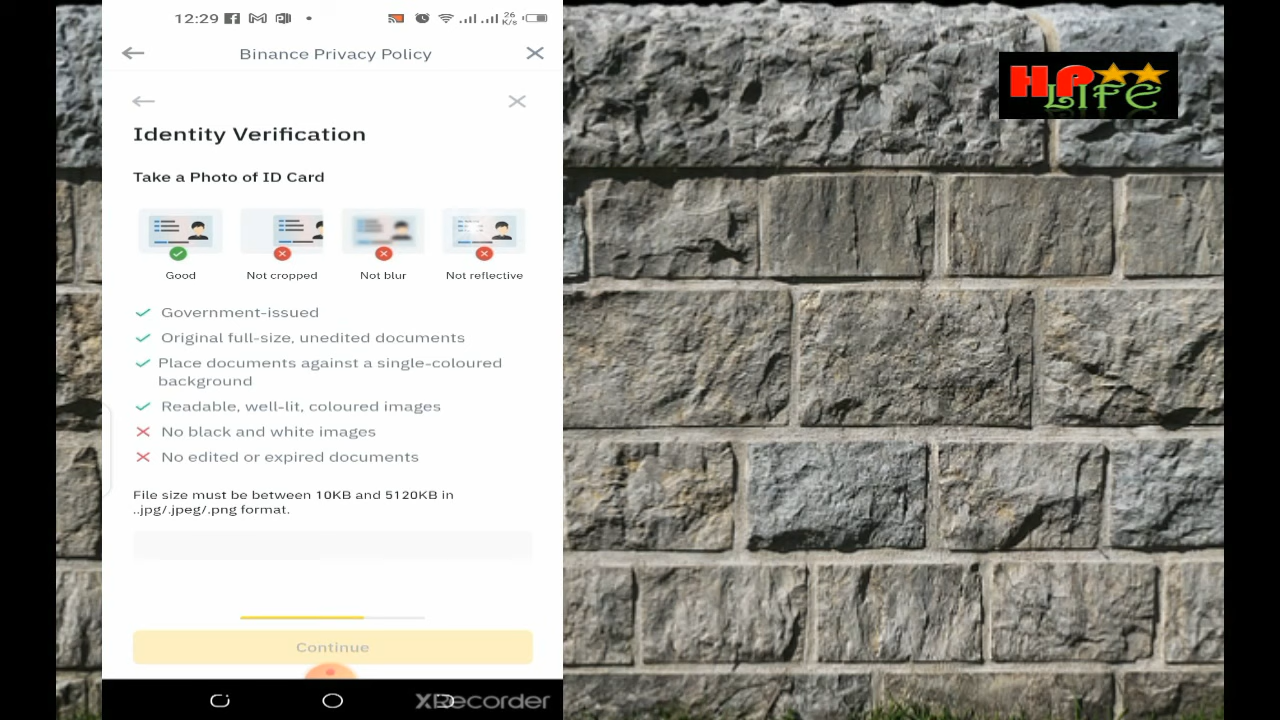 12:29
26
K/s
Binance Privacy Policy
Identity Verification
Take a Photo of ID Card
Good
Not cropped
Not blur
Not reflective
Government-issued
Original full-size, unedited documents
Place documents against a single-coloured
background
Readable, well-lit, coloured images
No black and white images
No edited or expired documents
File size must be between 10KB and 5120KB in
..jpg/.jpeg/.png format.
Continue
XRecorder
HP
LIFE